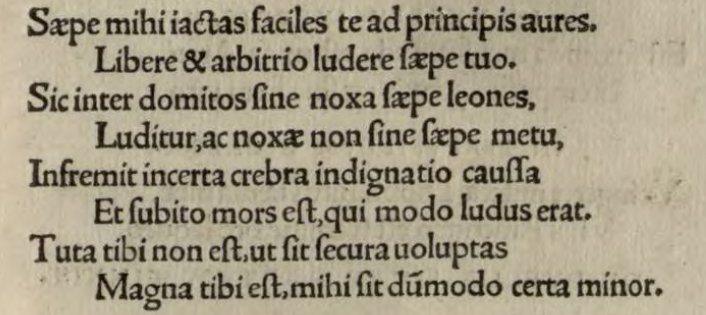 Sæpe mihi iactas faciles te ad principis aures.
Libere & arbitrio ludere ſæpe tuo.
Sic inter domitos ſine noxa ſæpe leones,
Luditur,ac noxæ non ſine ſæpe metu,
Infremit incerta crebra indignatio cauſſa
Et ſubito mors eſt,qui modo ludus erat.
Tuta tibi non eſt,ut ſit ſecura uoluptas
Magna tibi eſt,mihi ſit dũmodo certa minor.